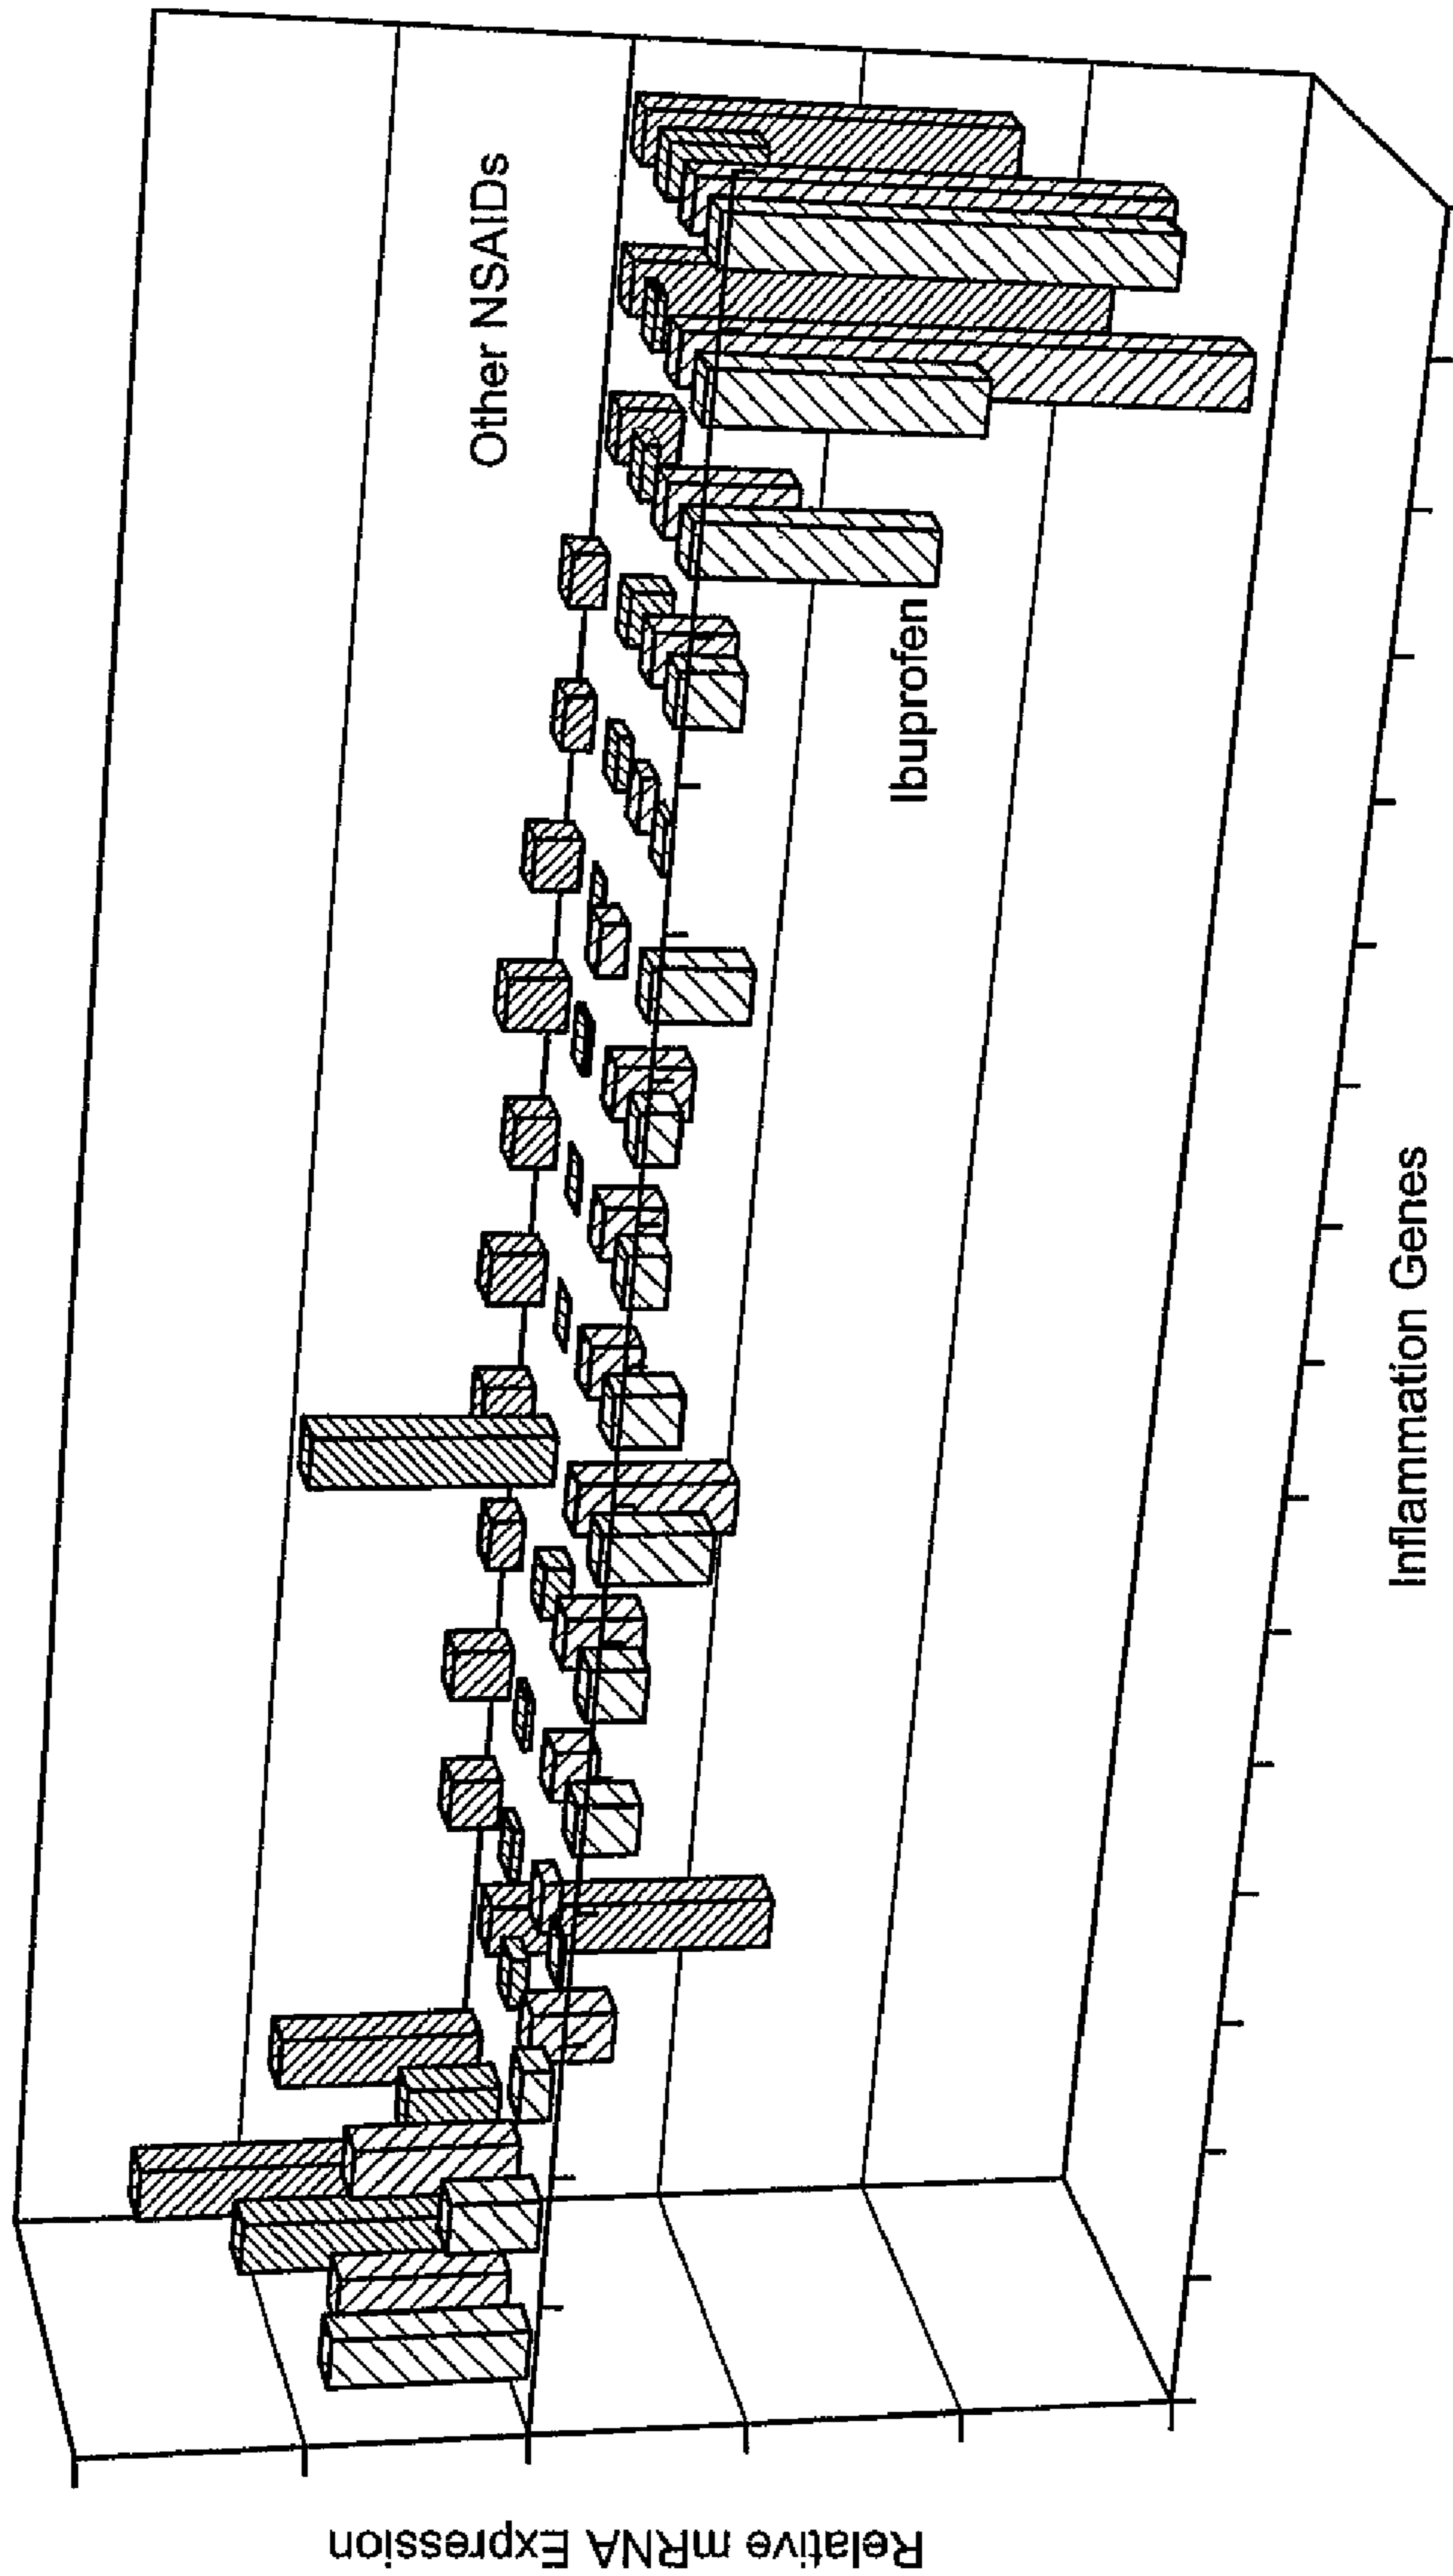 Other NSAIDs
Ibuprofen
Inflammation Genes
Relative mRNA Expression